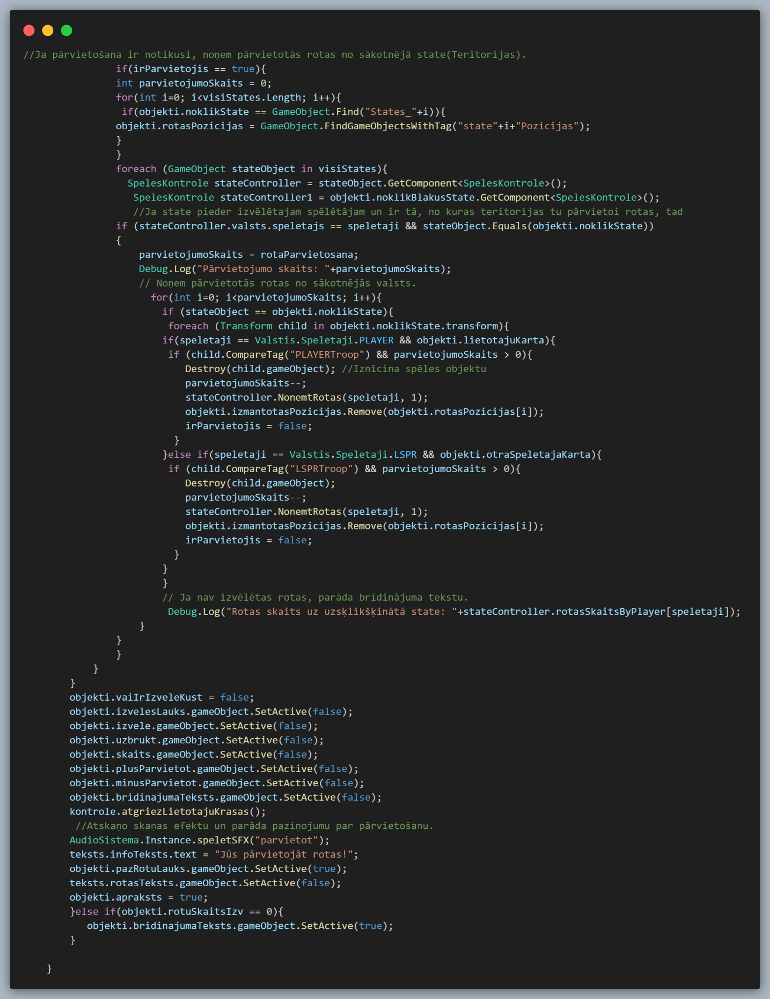 //Ja pārvietošana ir notikusi, noņem pārvietotās rotas no sākotnējā state(Teritorijas).
if(irParvietojis == true){
int parvietojumoSkaits = 0;
for(int i=0; i<visiStates.Length; i++){
if(objekti.noklikState == GameObject.Find("States_"+i)){
objekti.rotasPozicijas = GameObject.FindGameObjectsWithTag("state"+i+"Pozicijas");
}
}
foreach (GameObject stateObject in visiStates){
SpelesKontrole stateController = stateObject.GetComponent<SpelesKontrole>();
SpelesKontrole stateController1 = objekti.noklikBlakusState.GetComponent<SpelesKontrole>();
//Ja state pieder izvēlētajam spēlētājam un ir tā, no kuras teritorijas tu pārvietoi rotas, tad
if (stateController.valsts.speletajs == speletaji && stateObject.Equals(objekti.noklikState))
{
parvietojumoSkaits = rotaParvietosana;
Debug.Log("Pārvietojumo skaits: "+parvietojumoSkaits);
// Noņem pārvietotās rotas no sākotnējās valsts.
for(int i=0; i<parvietojumoSkaits; i++){
if (stateObject == objekti.noklikState){
foreach (Transform child in objekti.noklikState.transform){
if(speletaji == Valstis.Speletaji.PLAYER && objekti.lietotajuKarta){
if (child.CompareTag("PLAYERTroop") && parvietojumoSkaits > 0){
Destroy(child.gameObject); //Iznīcina spēles objektu
parvietojumoSkaits--;
stateController.NonemtRotas(speletaji, 1);
objekti.izmantotasPozicijas.Remove(objekti.rotasPozicijas[i]);
irParvietojis = false;
}
}else if(speletaji == Valstis.Speletaji.LSPR && objekti.otraSpeletajaKarta){
if (child.CompareTag("LSPRTroop") && parvietojumoSkaits > 0){
Destroy(child.gameObject);
parvietojumoSkaits--;
stateController.NonemtRotas(speletaji, 1);
objekti.izmantotasPozicijas.Remove(objekti.rotasPozicijas[i]);
irParvietojis = false;
}
}
}
// Ja nav izvēlētas rotas, parāda brīdinājuma tekstu.
Debug.Log("Rotas skaits uz uzsķlikšķinātā state: "+stateController.rotasSkaitsByPlayer[speletaji]);
}
}
}
}
}
objekti.vaiIrIzveleKust = false;
objekti.izvelesLauks.gameObject.SetActive(false);
objekti.izvele.gameObject.SetActive(false);
objekti.uzbrukt.gameObject.SetActive(false);
objekti.skaits.gameObject.SetActive(false);
objekti.plusParvietot.gameObject.SetActive(false);
objekti.minusParvietot.gameObject.SetActive(false);
objekti.bridinajumaTeksts.gameObject.SetActive(false);
kontrole.atgriezLietotajuKrasas();
//Atskaņo skaņas efektu un parāda paziņojumu par pārvietošanu.
AudioSistema.Instance.speletSFX("parvietot");
teksts.infoTeksts.text = "Jūs pārvietojāt rotas!";
objekti.pazRotuLauks.gameObject.SetActive(true);
teksts.rotasTeksts.gameObject.SetActive(false);
objekti.apraksts = true;
}else if(objekti.rotuSkaitsIzv == 0){
objekti.bridinajumaTeksts.gameObject.SetActive(true);
}
}